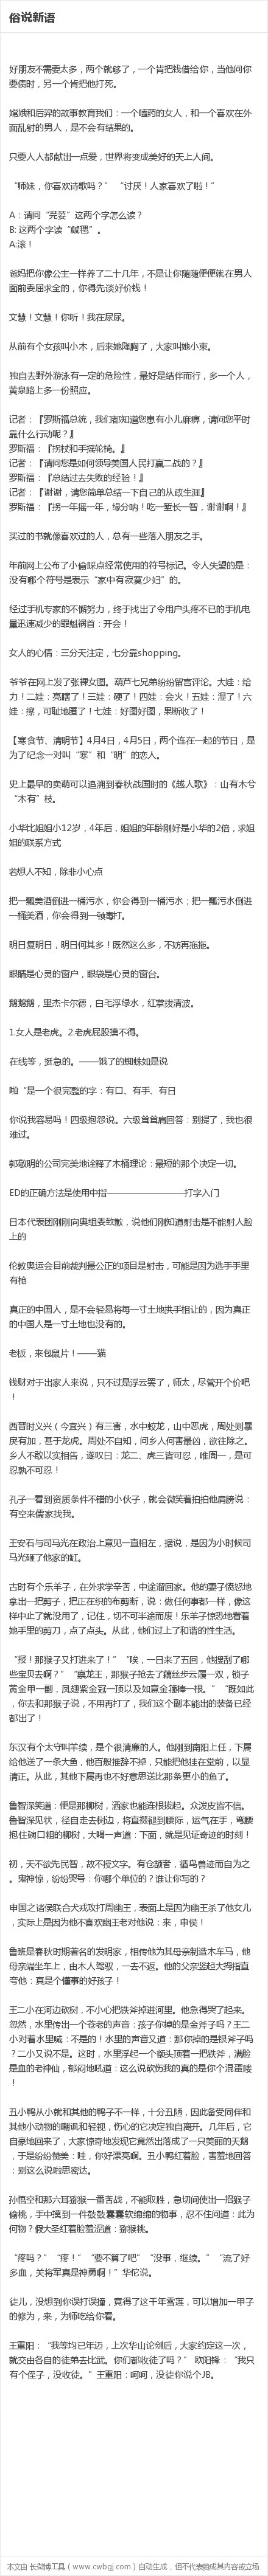 俗说新语
好朋友不需要太多，两个就够了，一个肯把钱借给你，当他问你
要债时，另一个肯把他打死。
嫦娥和后羿的故事教育我们：一个嗑药的女人，和一个喜欢在外
面乱射的男人，是不会有结果的。
只要人人都献出一点爱，世界将变成美好的天上人间。
“师妹，你喜欢诗歌吗？” “讨厌！人家喜欢了啦！”
A：请问“芫荽”这两个字怎么读？
B: 这两个字读“龇毸”。
A:滚！
爸妈把你像公主一样养了二十几年，不是让你随随便便就在男人
面前委屈求全的，你得先谈好价钱！
文慧！文慧！你听！我在尿尿。
从前有个女孩叫小木，后来她隆胸了，大家叫她小束。
独自去野外游泳有一定的危险性，最好是结伴而行，多一个人，
黄泉路上多一份照应。
记者：『罗斯福总统，我们都知道您患有小儿麻痹，请问您平时
靠什么行动呢？』
罗斯福：『拐杖和手摇轮椅。』
记者：『请问您是如何领导美国人民打赢二战的？』
罗斯福：『总结过去失败的经验！』
记者：『谢谢，请您简单总结一下自己的从政生涯』
罗斯福：『拐一年摇一年，缘分呐！吃一堑长一智，谢谢啊！』
买过的书就像喜欢过的人，总有一些落入朋友之手。
年前网上公布了小偷踩点经常使用的符号标记。令人失望的是：
没有哪个符号是表示“家中有寂寞少妇”的。
经过手机专家的不懈努力，终于找出了令用户头疼不已的手机电
量迅速减少的罪魁祸首：开会！
女人的心情：三分天注定，七分靠shopping。
爷爷在网上发了张裸女图。葫芦七兄弟纷纷留言评论。大娃：给
力！二娃：亮瞎了！三娃：硬了！四娃：会火！五娃：湿了！六
娃：擦，可耻地匿了！七娃：好图好图，果断收了！
【寒食节、清明节】4月4日，4月5日，两个连在一起的节日，是
为了纪念一对叫“寒”和“明”的恋人。
史上最早的卖萌可以追溯到春秋战国时的《越人歌》：山有木兮
“木有”枝。
小华比姐姐小12岁，4年后，姐姐的年龄刚好是小华的2倍，求姐
姐的联系方式
若想人不知，除非小心点
把一瓢美酒倒进一桶污水，你会得到一桶污水；把一瓢污水倒进
一桶美酒，你会得到一顿毒打。
明日复明日，明日何其多！既然这么多，不妨再拖拖。
眼睛是心灵的窗户，眼袋是心灵的窗台。
鹅鹅鹅，里杰卡尔德，白毛浮绿水，红掌拨清波。
1.女人是老虎。2.老虎屁股摸不得。
在线等，挺急的。——饿了的蜘蛛如是说
啪“是一个很完整的字：有口、有手、有日
你说我容易吗！四级抱怨说。六级耸耸肩回答：别提了，我也很
难过。
郭敬明的公司完美地诠释了木桶理论：最短的那个决定一切。
ED的正确方法是使用中指————————打字入门
日本代表团刚刚向奥组委致歉，说他们刚知道射击是不能射人脸
上的
伦敦奥运会目前裁判最公正的项目是射击，可能是因为选手手里
有枪
真正的中国人，是不会轻易将每一寸土地拱手相让的，因为真正
的中国人是一寸土地也没有的。
老板，来包鼠片！——猫
钱财对于出家人来说，只不过是浮云罢了，师太，尽管开个价吧
！
西晋时义兴（今宜兴）有三害，水中蛟龙，山中恶虎，周处则暴
戾有加，甚于龙虎。周处不自知，问乡人何害最凶，欲往除之。
乡人不敢以实相告，遂叹曰：龙二、虎三皆可忍，唯周一，是可
忍孰不可忍！
孔子一看到资质条件不错的小伙子，就会微笑着拍拍他肩膀说：
有空来儒家找我。
王安石与司马光在政治上意见一直相左，据说，是因为小时候司
马光砸了他家的缸。
古时有个乐羊子，在外求学辛苦，中途溜回家。他的妻子愤怒地
拿出一把剪子，把正在织的布剪断，说：做任何事都一样，像这
样中止了就没用了，记住，切不可半途而废！乐羊子惊恐地看着
她手里的剪刀，点了点头。从此，他们过上了和谐的性生活。
“报！那猴子又打进来了！” “唉，一日来了五回，他搜刮了哪
些宝贝去啊？” “禀龙王，那猴子抢去了藕丝步云履一双，锁子
黄金甲一副，凤翅紫金冠一顶以及如意金箍棒一根。” “既如此
，你去和那猴子说，不用再打了，我们这个副本能出的装备已经
都出了！
东汉有个太守叫羊续，是个很清廉的人。他刚到南阳上任，下属
给他送了一条大鱼，他百般推辞不掉，只能把他挂在堂前，以显
清正。从此，其他下属再也不好意思送比那条更小的鱼了。
鲁智深笑道：便是那柳树，洒家也能连根拔起。众泼皮皆不信。
鲁智深见状，径自走去树边，将直裰褪到腰际，运气在手，弯腰
抱住碗口粗的柳树，大喝一声道：下面，就是见证奇迹的时刻！
初，天不欲先民智，故不授文字。有仓颉者，循鸟兽迹而自为之
。鬼神惊，纷纷哭号：你哪个单位的？谁让你写的？
申国之诸侯联合犬戎攻打周幽王，表面上是因为幽王杀了他女儿
，实际上是因为他不喜欢幽王老对他说：来，申侯！
鲁班是春秋时期著名的发明家，相传他为其母亲制造木车马，他
母亲端坐车上，由木人驾驭，一去不返。他的父亲竖起大拇指直
夸他：真是个懂事的好孩子！
王二小在河边砍树，不小心把铁斧掉进河里。他急得哭了起来。
忽然，水里传出一个苍老的声音：孩子你掉的是金斧子吗？王二
小对着水里喊：不是的！水里的声音又道：那你掉的是银斧子吗
？二小又说不是。这时，水里浮起一个额头顶着一把铁斧，满脸
是血的老神仙，郁闷地吼道：这么说砍伤我的真的是你个混蛋喽
！
丑小鸭从小就和其他的鸭子不一样，十分丑陋，因此备受同伴和
其他小动物的嘲讽和轻视，伤心的它决定独自离开。几年后，它
自豪地回来了，大家惊奇地发现它竟然出落成了一只美丽的天鹅
，于是纷纷赞美：哇，你好漂亮啊。丑小鸭红着脸，害羞地回答
：别这么说啦思密达。
孙悟空和那六耳猕猴一番苦战，不能取胜，急切间使出一招猴子
偷桃，手中摸到一件鼓鼓囊囊软绵绵的物事，忍不住问道：此为
何物？假大圣红着脸羞涩道：猕猴桃。
“疼吗？” “疼！” “要不算了吧” “没事，继续。” “流了好
多血，关将军真是神勇啊！”华佗说。
徒儿，没想到你误打误撞，竟得了这千年雪莲，可以增加一甲子
的修为，来，为师吃给你看。
王重阳：“我等均已年迈，上次华山论剑后，大家约定这一次，
就交由各自的徒弟去比武。你们都收徒了吗？” 欧阳锋：“我只
有个侄子，没收徒。”王重阳：呵呵，没徒你说个JB。
本文由 长微博工具（www.cwbgj.com）自动生成，但不代表赞成其内容或立场